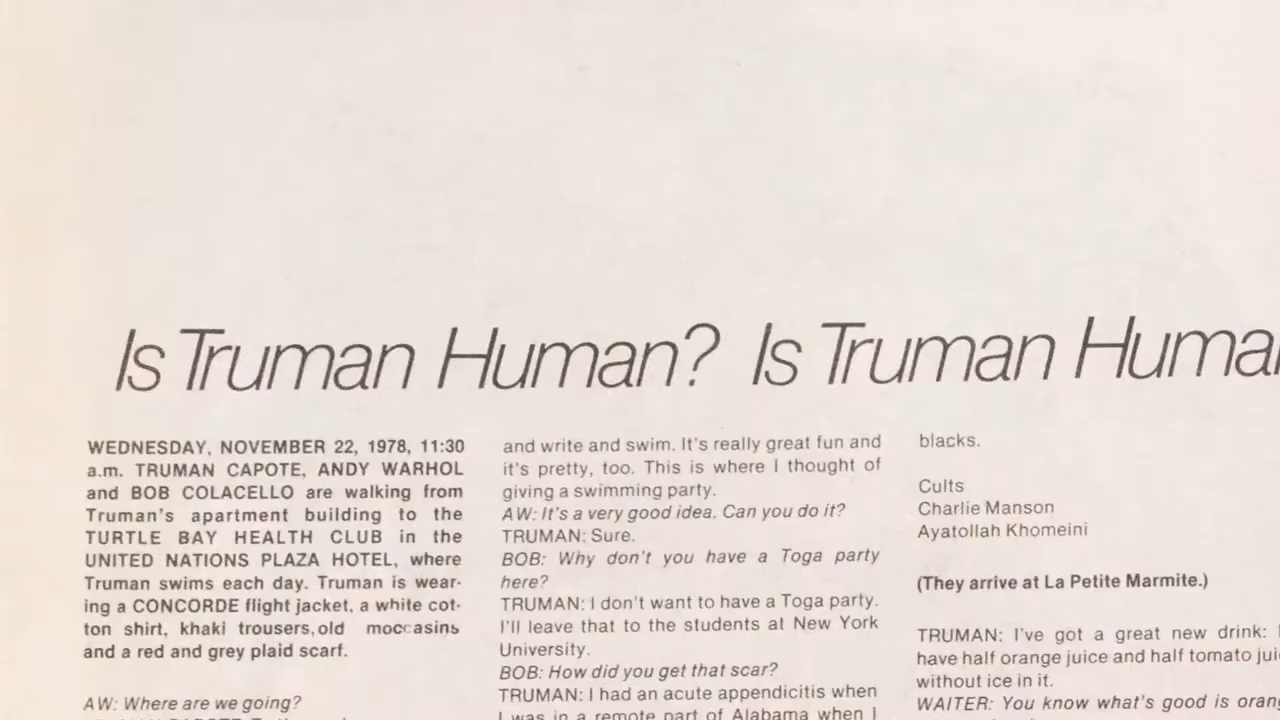 Is Truman Human? Is Truman Huma
WEDNESDAY, NOVEMBER 22, 1978, 11:30
a.m. TRUMAN CAPOTE, ANDY WARHOL
and BOB COLACELLO are walking from
Truman's apartment building to the
TURTLE BAY HEALTH CLUB in the
UNITED NATIONS PLAZA HOTEL, where
Truman swims each day. Truman is wear-
ing a CONCORDE flight jacket, a white cot-
ton shirt, khaki trousers, old moccasins
and a red and grey plaid scarf.
AW: Where are we going?
and write and swim. It's really great fun and
it's pretty, too. This is where I thought of
giving a swimming party.
AW: It's a very good idea. Can you do it?
TRUMAN: Sure.
BOB: Why don't you have a Toga party
here?
TRUMAN: I don't want to have a Toga party.
I'll leave that to the students at New York
University.
BOB: How did you get that scar?
TRUMAN: I had an acute appendicitis when
I was in a remote part of Alabama when I
blacks.
Cults
Charlie Manson
Ayatollah Khomeini
(They arrive at La Petite Marmite.)
TRUMAN: I've got a great new drink: I
have half orange juice and half tomato jui
without ice in it.
WAITER: You know what's good is oran